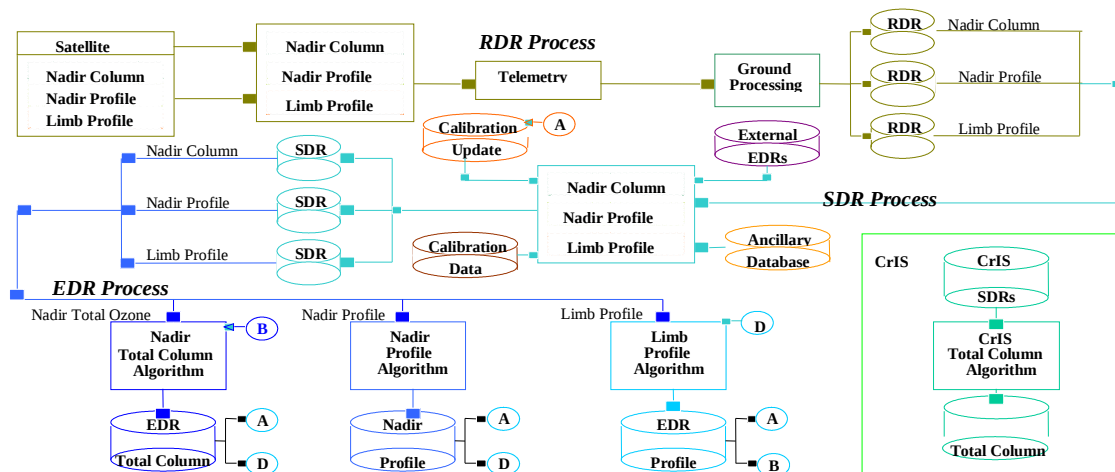 Satellite
Nadir Column
Nadir Profile
Limb Profile
Nadir Column
Nadir Profile
Limb Profile
RDR Process
Telemetry
Ground
Processing
RDR
Nadir Column
RDR
Nadir Profile
RDR
Limb Profile
Calibration
Update
A
External
EDRs
Nadir Column
SDR
Nadir Profile
SDR
Limb Profile
SDR
Nadir Column
Nadir Profile
Limb Profile
SDR Process
Calibration
Data
Ancillary
Database
EDR Process
Nadir Total Ozone
Nadir
Total Column
Algorithm
B
EDR
Total Column
A
D
Nadir Profile
Nadir
Profile
Algorithm
Nadir
Profile
A
D
Limb Profile
Limb
Profile
Algorithm
D
EDR
Profile
A
B
CrIS
CrIS
SDRs
CrIS
Total Column
Algorithm
Total Column